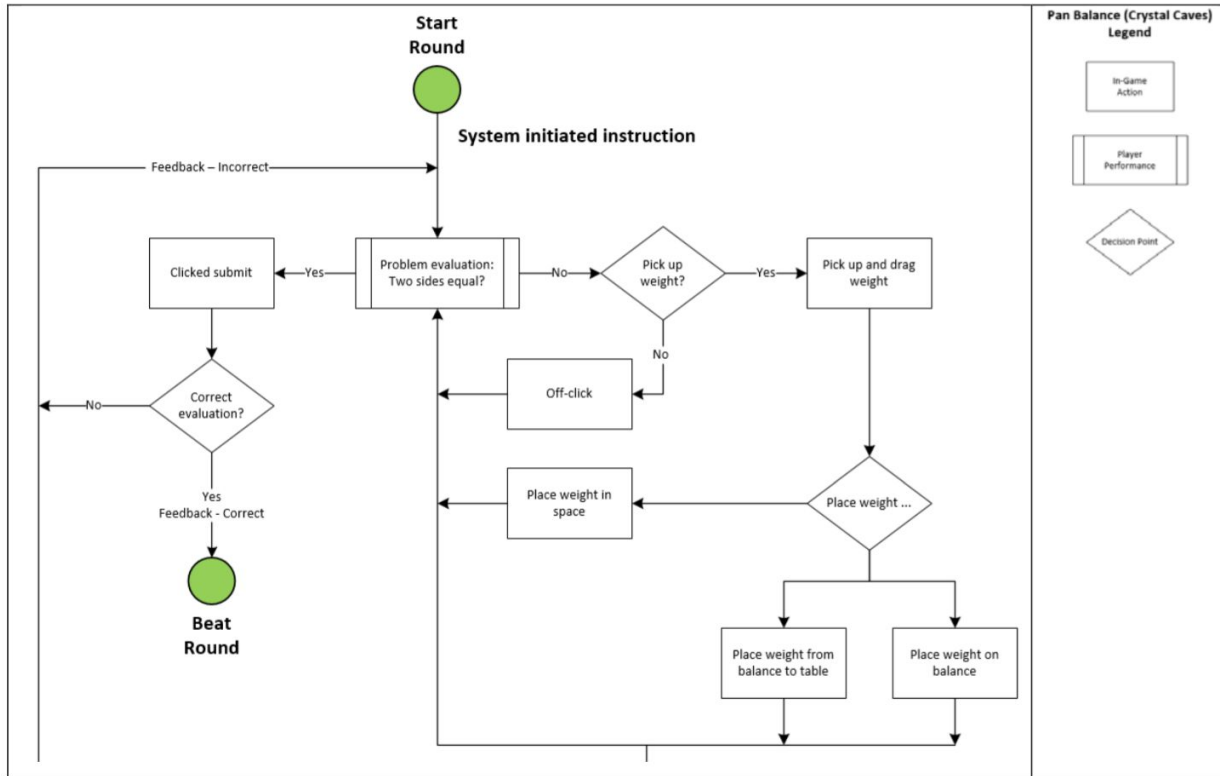 Start
Round
System initiated instruction
Feedback – Incorrect
Clicked submit
Yes
Problem evaluation:
Two sides equal?
No
Pick up
weight?
Yes
Pick up and drag
weight
No
Off-click
Correct
evaluation?
No
Yes
Feedback - Correct
Beat
Round
Place weight in
space
Place weight ...
Place weight from
balance to table
Place weight on
balance
Pan Balance (Crystal Caves)
Legend
In-Game
Action
Player
Performance
Decision Point